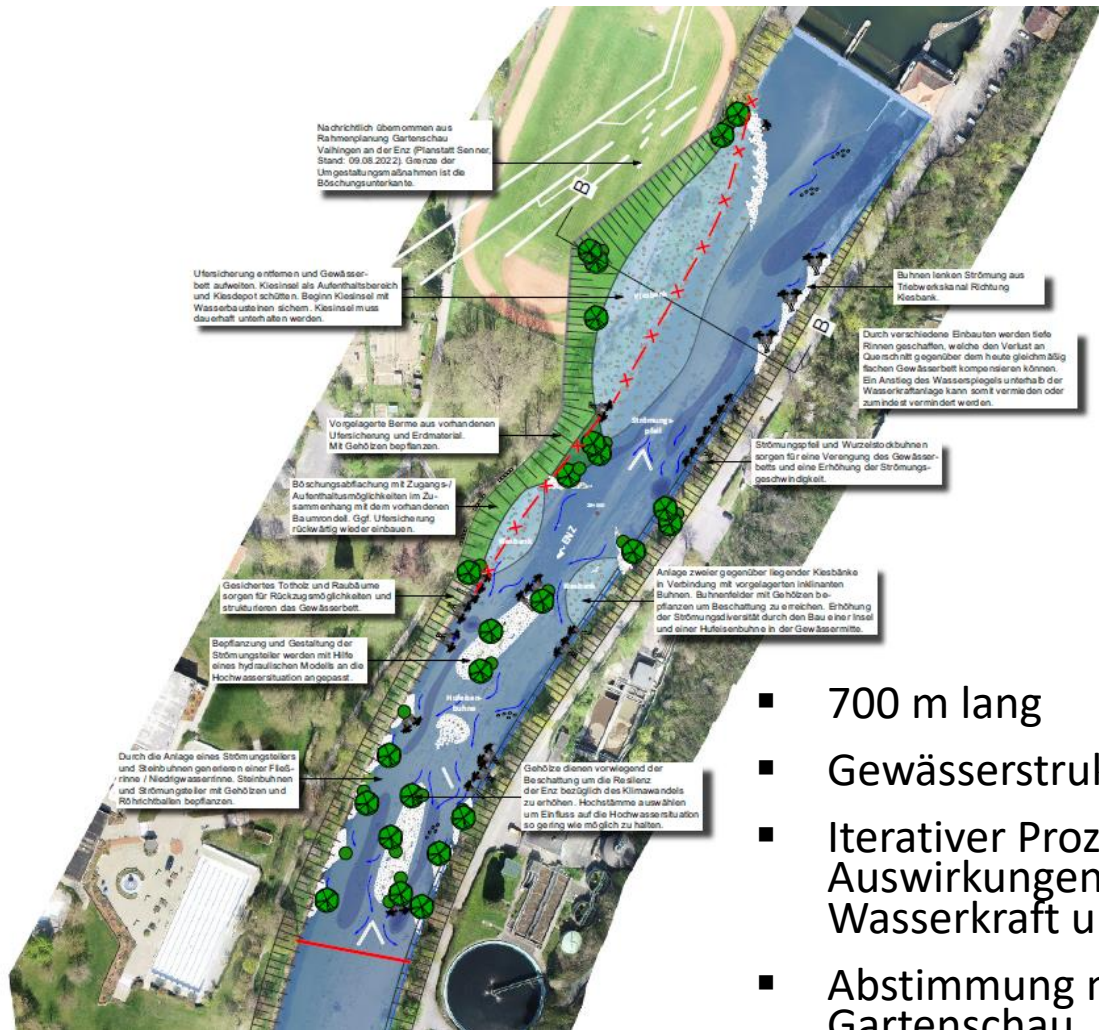 Nachrichtlich übernommen aus
Rahmenplanung Gartenschau
Vaihingen an der Enz (Planstatt Senner,
Stand: 09.08.2022). Grenze der
Umgestaltungsmaßnahmen ist die
Böschungsunterkante.
B
Ufersicherung entfernen und Gewässer-
bett aufweiten. Kiesinsel als Aufenthaltsbereich
und Kiesdepot schütten. Beginn Kiesinsel mit
Wasserbausteinen sichern. Kiesinsel muss
dauerhaft unterhalten werden.
Kiesbank
Buhnen lenken Strömung aus
Triebwerkskanal Richtung
Kiesbank.
B
Durch verschiedene Einbauten werden tiefe
Rinnen geschaffen, welche den Verlust an
Querschnitt gegenüber dem heute gleichmäßig
flachen Gewässerbett kompensieren können.
Ein Anstieg des Wasserspiegels unterhalb der
Wasserkraftanlage kann somit vermieden oder
zumindest vermindert werden.
Vorgelagerte Berme aus vorhandenen
Ufersicherung und Erdmaterial.
Mit Gehölzen bepflanzen.
Strömungs-
pfeil
Strömungspfeil und Wurzelstockbuhnen
sorgen für eine Verengung des Gewässer-
betts und eine Erhöhung der Strömungs-
geschwindigkeit.
Böschungsabflachung mit Zugangs-/
Aufenthaltusmöglichkeiten im Zu-
sammenhang mit dem vorhandenen
Baumrondell. Ggf. Ufersicherung
rückwärtig wieder einbauen.
Kiesbank
ENZ
Kiesbank
Gesichertes Totholz und Raubäume
sorgen für Rückzugsmöglichkeiten und
strukturieren das Gewässerbett.
Anlage zweier gegenüber liegender Kiesbänke
in Verbindung mit vorgelagerten inklinanten
Buhnen. Buhnenfelder mit Gehölzen be-
pflanzen um Beschattung zu erreichen. Erhöhung
der Strömungsdiversität durch den Bau einer Insel
und einer Hufeisenbuhne in der Gewässermitte.
Bepflanzung und Gestaltung der
Strömungsteiler werden mit Hilfe
eines hydraulischen Modells an die
Hochwassersituation angepasst.
Hufeisen-
buhne
Durch die Anlage eines Strömungsteilers
und Steinbuhnen generieren einer Fließ-
rinne / Niedrigwasserrinne. Steinbuhnen
und Strömungsteiler mit Gehölzen und
Röhrichtballen bepflanzen.
Gehölze dienen vorwiegend der
Beschattung um die Resilenz
der Enz bezüglich des Klimawandels
zu erhöhen. Hochstämme auswählen
um Einfluss auf die Hochwassersituation
so gering wie möglich zu halten.
▪ 700 m lang
▪ Gewässerstruk
▪ Iterativer Proz
Auswirkungen
Wasserkraft u
▪ Abstimmung
Gartenschau